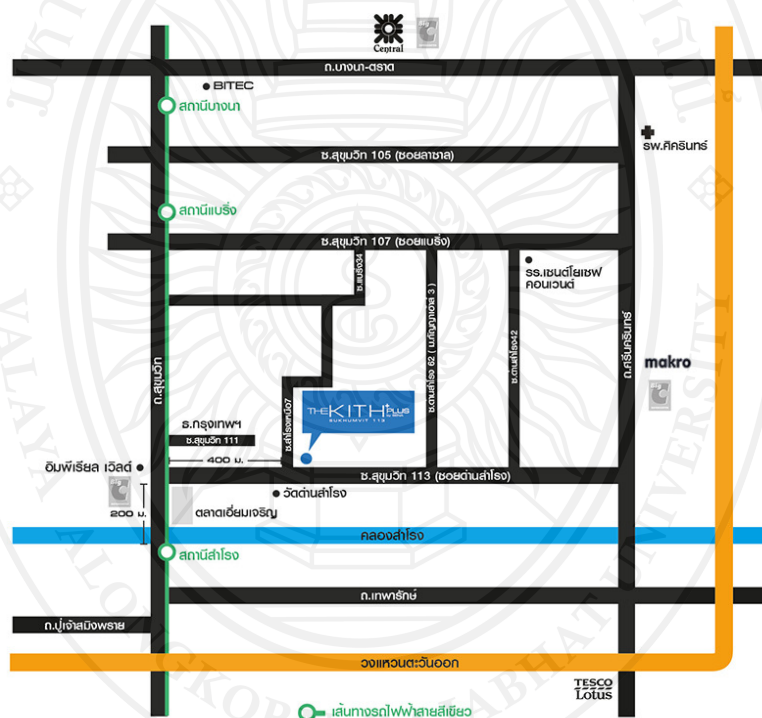 Central
ถ.บางนา-ตราด
BITEC
สถานีบางนา
ซ.สุขุมวิท 105 (ซอยลาซาล)
รพ.ศิครินทร์
สถานีแบริ่ง
ซ.สุขุมวิท 107 (ซอยแบริ่ง)
ซ.แบริ่ง34
รร.เซนต์โยเซฟ
คอนเวนต์
ซ.ด่านสำโรง 62 ( ม.ทิญญาเฮาส์ 3 )
ซ.ด่านสำโรง42
ถ.ศรีนครินทร์
ถ.สุขุมวิท
makro
THE KITH PLUS
SUKHUMVIT 113
ธ.กรุงเทพฯ
ซ.สุขุมวิท 111
ซ.สำโรงเหนือ7
400 ม.
อิมพีเรียล เวิลด์
ซ.สุขุมวิท 113 (ซอยด่านสำโรง)
วัดด่านสำโรง
200 ม.
ตลาดเอี่ยมเจริญ
คลองสำโรง
สถานีสำโรง
ถ.เทพารักษ์
ถ.ปู่เจ้าสมิงพราย
วงแหวนตะวันออก
TESCO
Lotus
เส้นทางรถไฟฟ้าสายสีเขียว
VALAYA
ALONGKORN
RAJABHAT UNIVERSITY